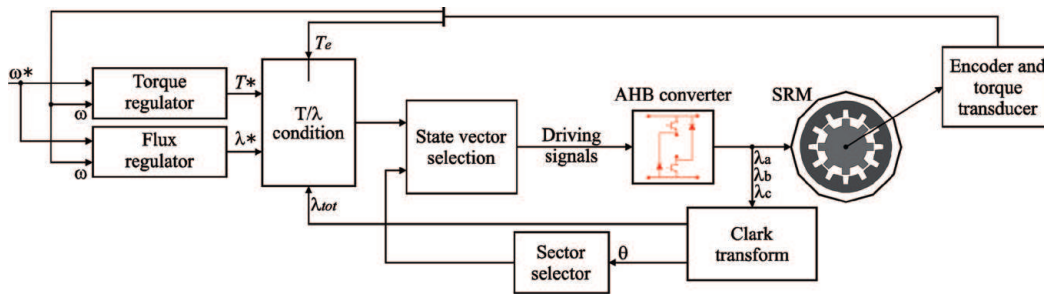 ω*
Torque
regulator
T*
ω
Flux
regulator
λ*
ω
Te
T/λ
condition
λtot
State vector
selection
Driving
signals
AHB converter
SRM
Encoder and
torque
transducer
λa
λb
λc
Clark
transform
θ
Sector
selector